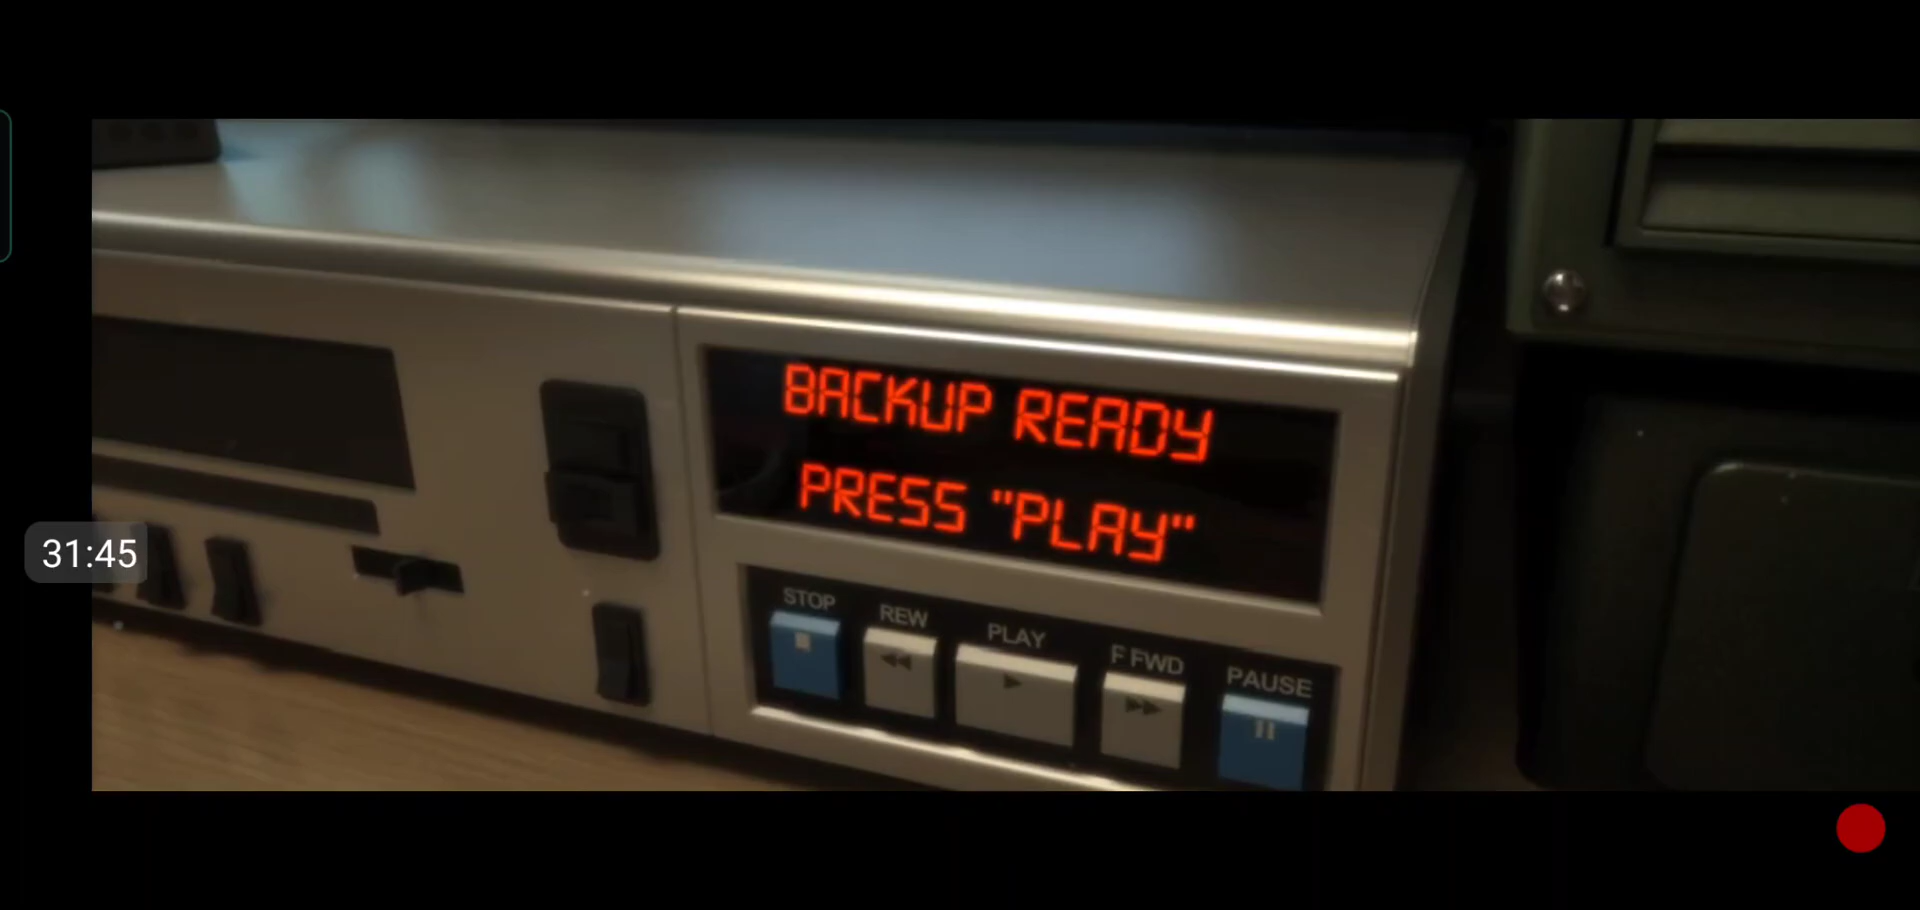 BACKUP READY
PRESS "PLAY"
31:45
STOP
REW
PLAY
F FWD
PAUSE